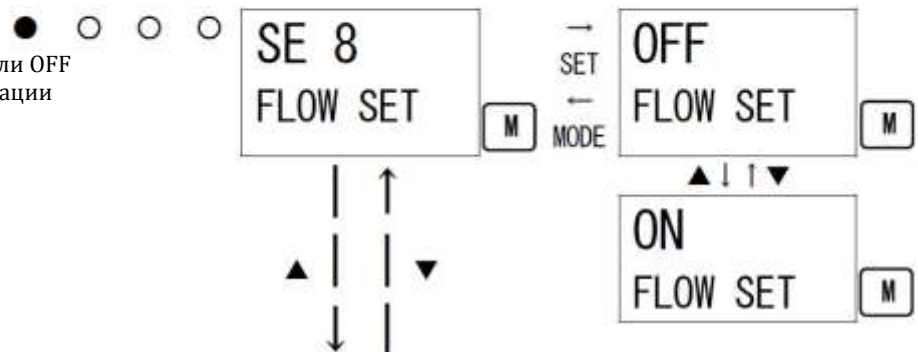 SE 8
FLOW SET
M
→
SET
←
MODE
OFF
FLOW SET
M
ли OFF
ации
▲ ↓ ↑ ▼
ON
FLOW SET
M
▲ ↓ ↑ ▼